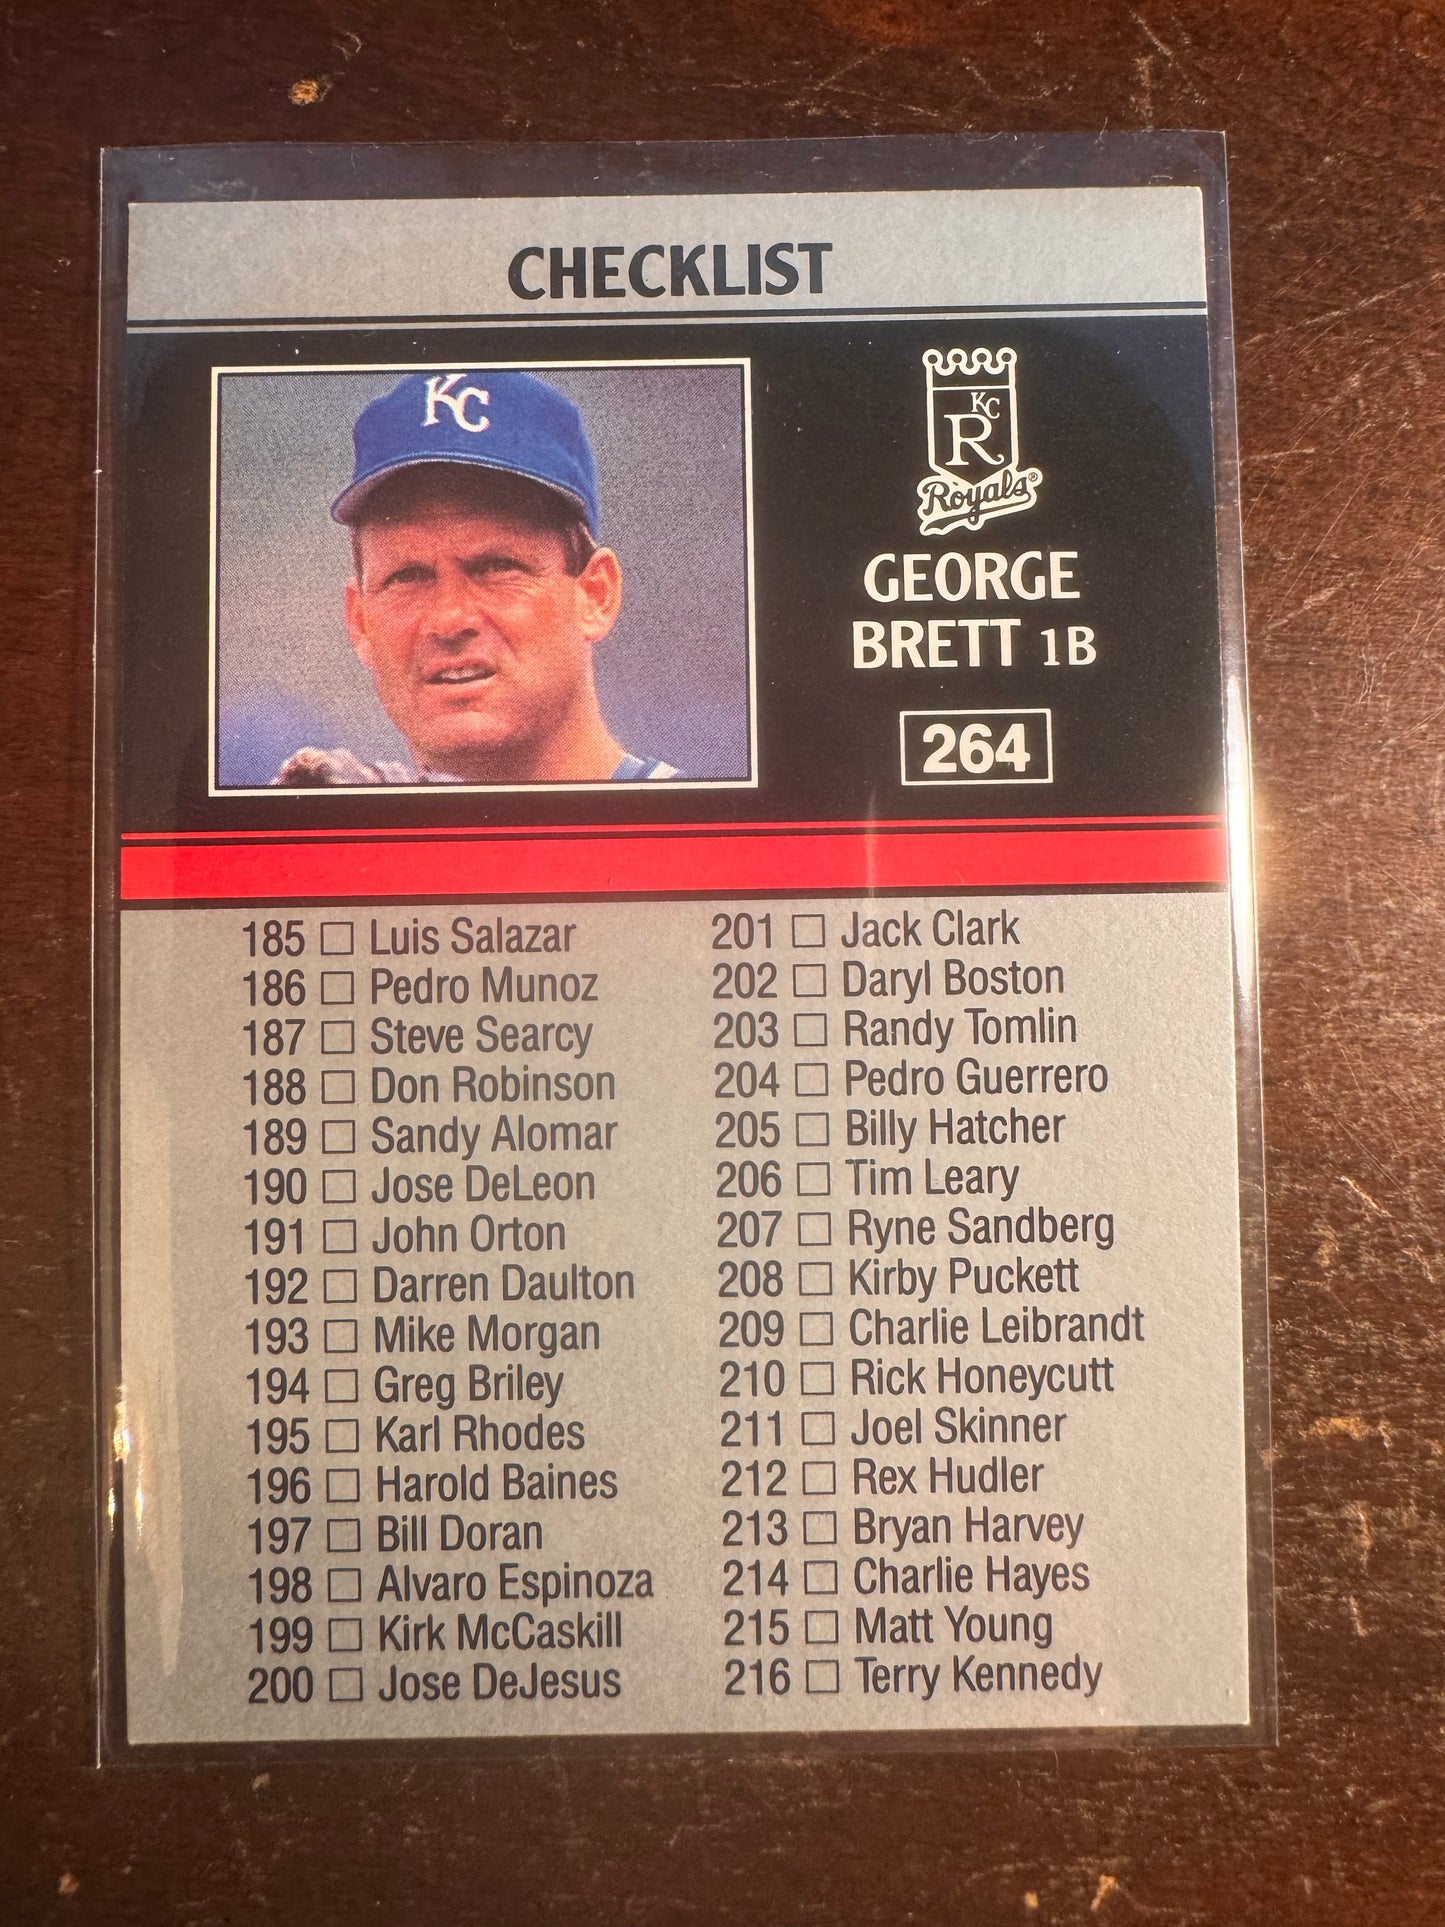 CHECKLIST
KC
KC
R
Royals®
GEORGE
BRETT 1B
264
185 □ Luis Salazar
186 □ Pedro Munoz
187 □ Steve Searcy
188 □ Don Robinson
189 □ Sandy Alomar
190 □ Jose DeLeon
191 □ John Orton
192 □ Darren Daulton
193 □ Mike Morgan
194 □ Greg Briley
195 □ Karl Rhodes
196 □ Harold Baines
197 □ Bill Doran
198 □ Alvaro Espinoza
199 □ Kirk McCaskill
200 □ Jose DeJesus
201 □ Jack Clark
202 □ Daryl Boston
203 □ Randy Tomlin
204 □ Pedro Guerrero
205 □ Billy Hatcher
206 □ Tim Leary
207 □ Ryne Sandberg
208 □ Kirby Puckett
209 □ Charlie Leibrandt
210 □ Rick Honeycutt
211 □ Joel Skinner
212 □ Rex Hudler
213 □ Bryan Harvey
214 □ Charlie Hayes
215 □ Matt Young
216 □ Terry Kennedy